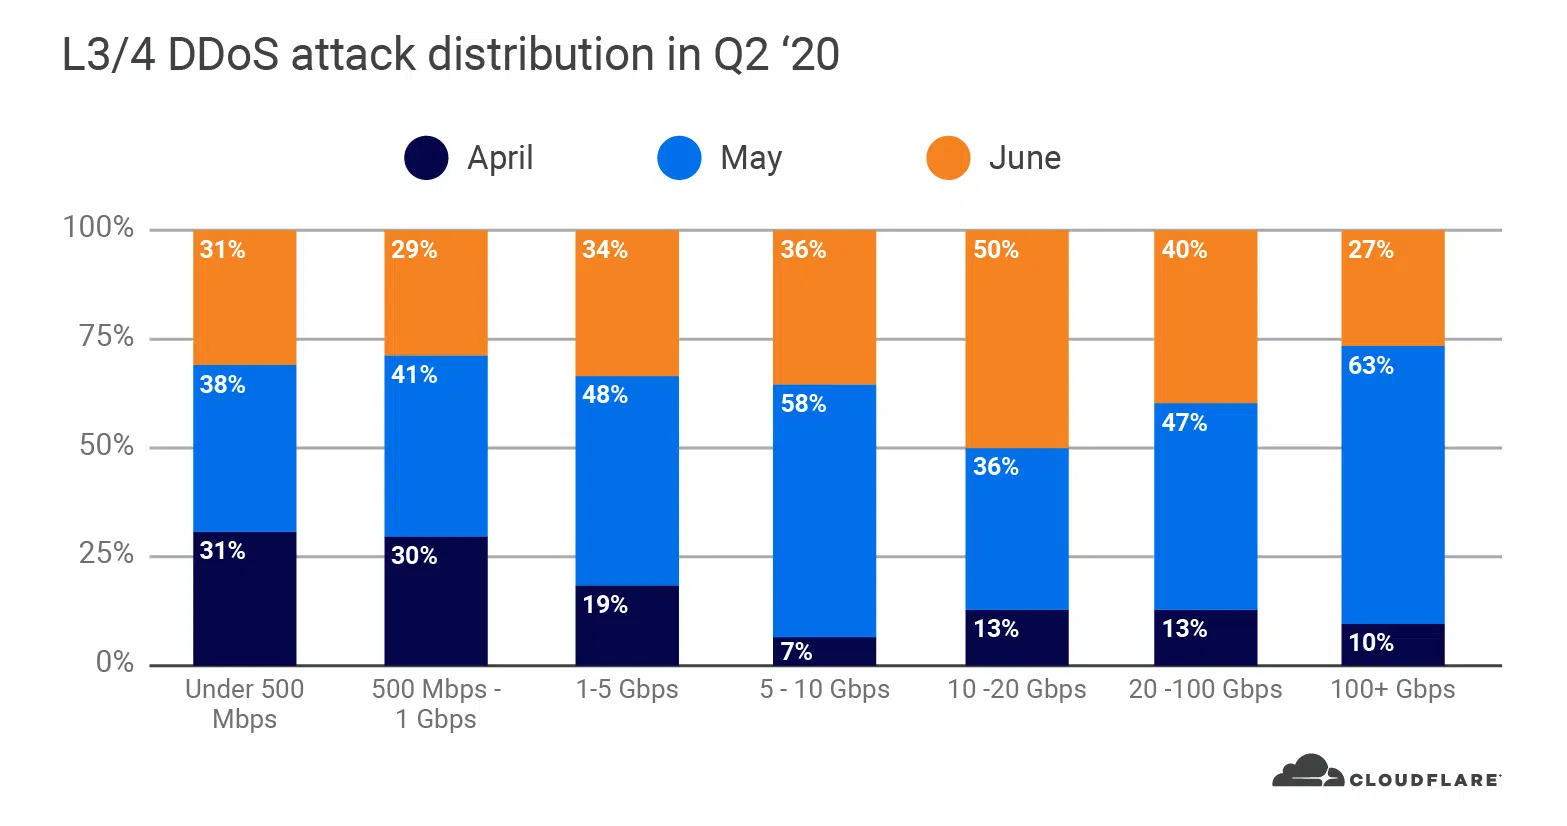 L3/4 DDoS attack distribution in Q2 ‘20
April May June
100%
31% 29% 34% 36% 50% 40% 27%
75%
38% 41% 48% 58% 36% 47% 63%
50%
25%
31% 30% 19% 7% 13% 13% 10%
0%
Under 500 Mbps
500 Mbps - 1 Gbps
1-5 Gbps
5 - 10 Gbps
10 -20 Gbps
20 -100 Gbps
100+ Gbps
CLOUDFLARE